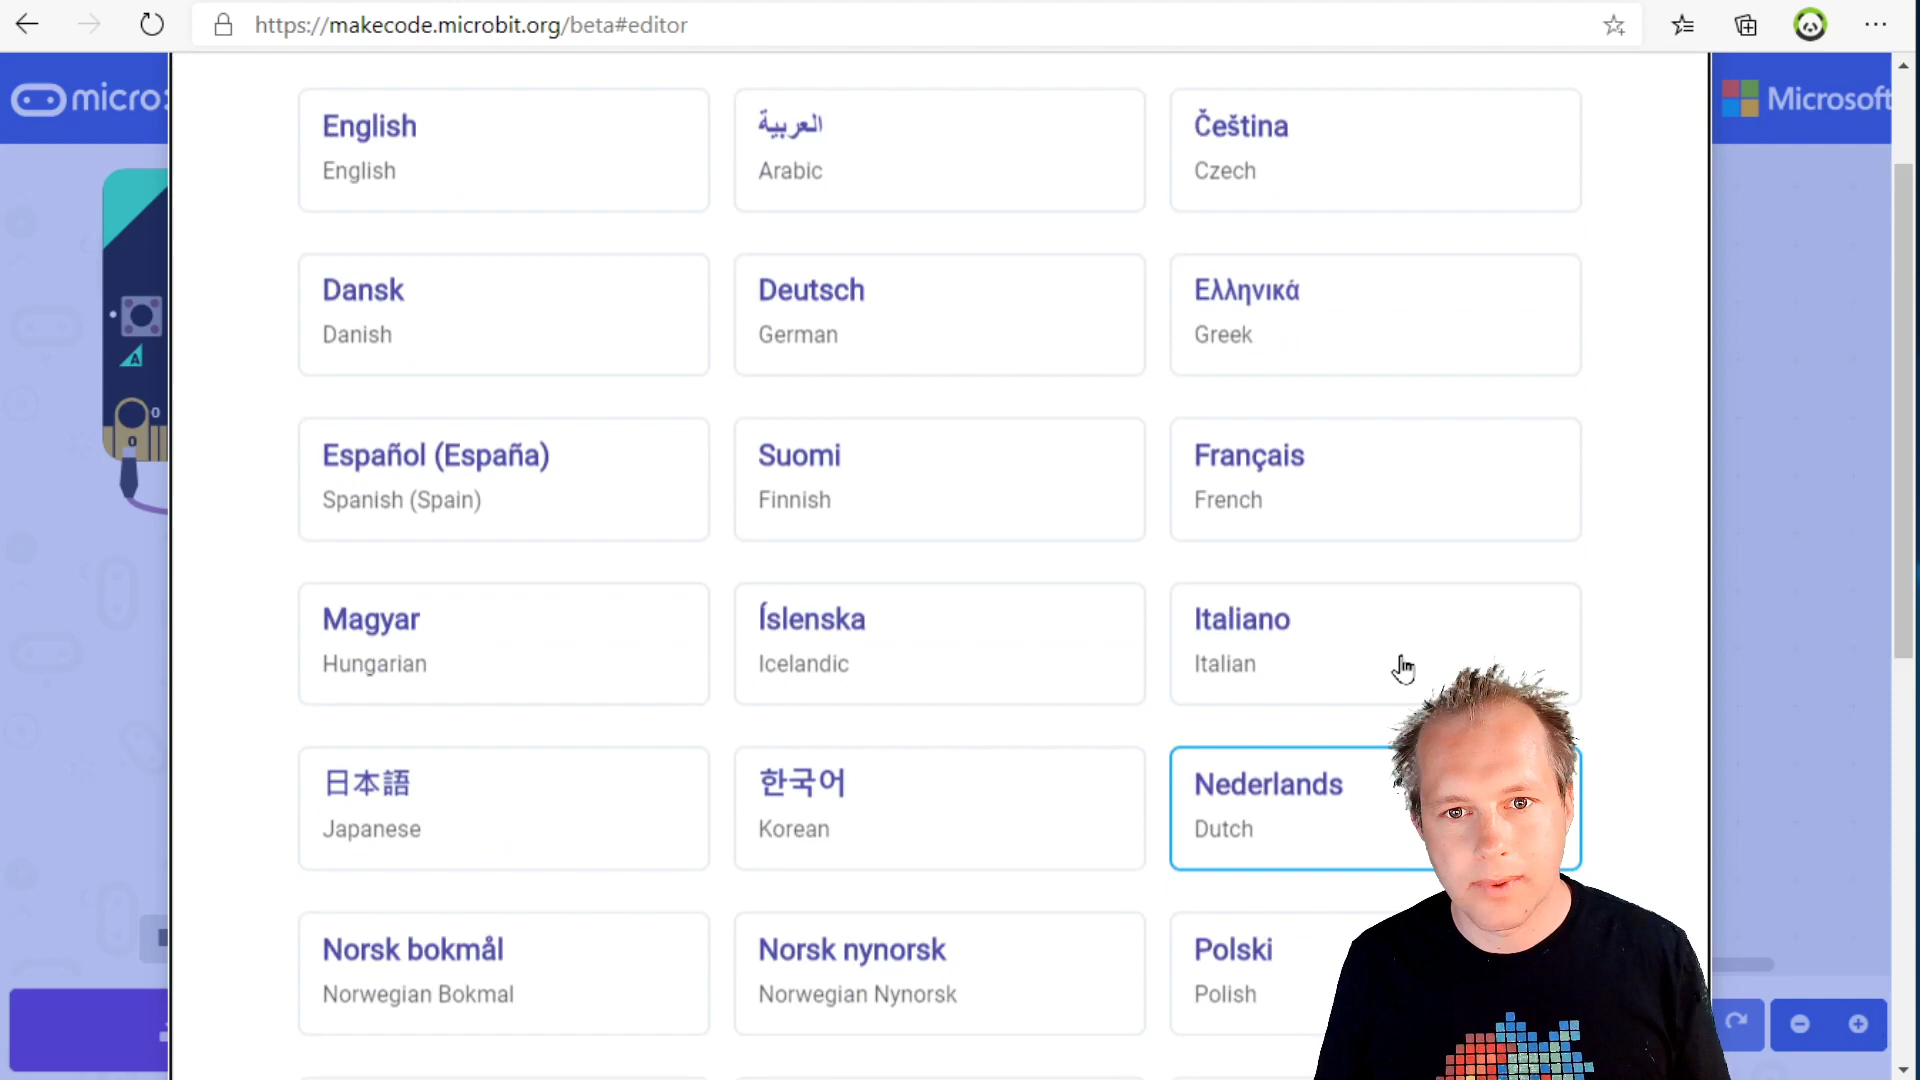 https://makecode.microbit.org/beta#editor
micro:
Microsoft
English
English
العربية
Arabic
Čeština
Czech
Dansk
Danish
Deutsch
German
Ελληνικά
Greek
Español (España)
Spanish (Spain)
Suomi
Finnish
Français
French
Magyar
Hungarian
Íslenska
Icelandic
Italiano
Italian
日本語
Japanese
한국어
Korean
Nederlands
Dutch
Norsk bokmål
Norwegian Bokmal
Norsk nynorsk
Norwegian Nynorsk
Polski
Polish
A
0
0